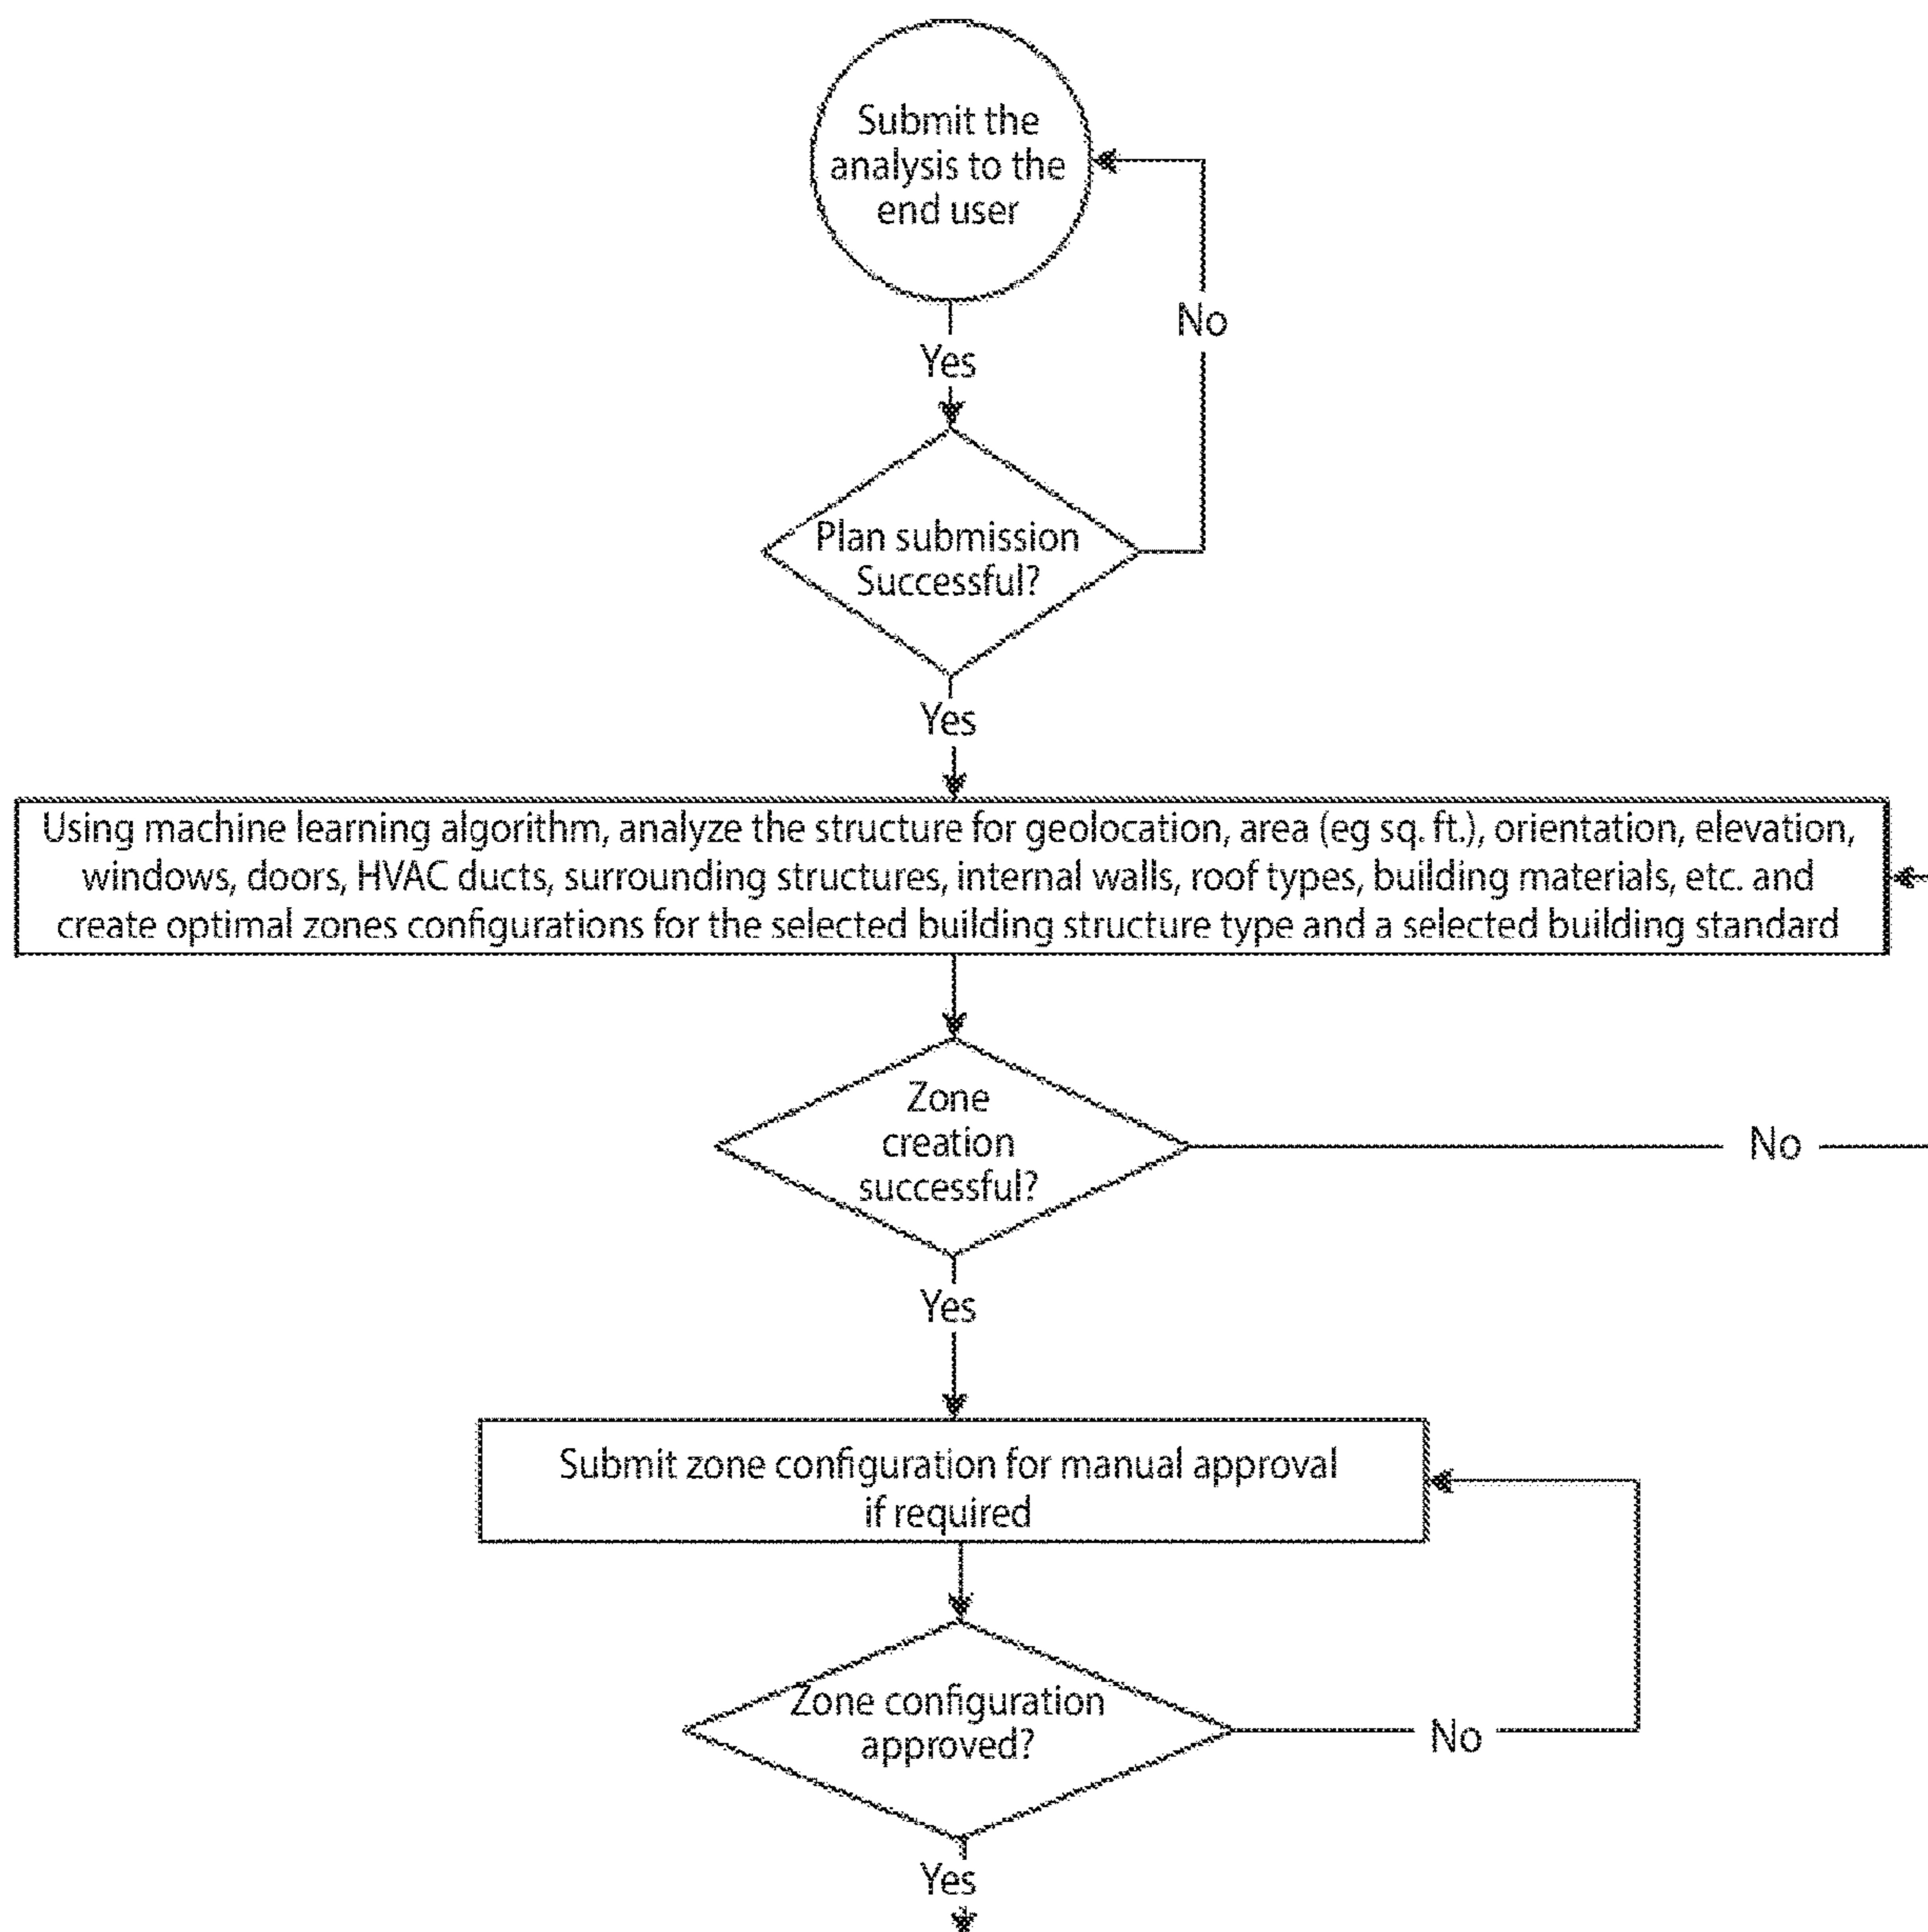 Submit the
analysis to the
end user
No
Yes
Plan submission
Successful?
Yes
Using machine learning algorithm, analyze the structure for geolocation, area (eg sq. ft.), orientation, elevation,
windows, doors, HVAC ducts, surrounding structures, internal walls, roof types, building materials, etc. and
create optimal zones configurations for the selected building structure type and a selected building standard
Zone
creation
successful?
No
Yes
Submit zone configuration for manual approval
if required
Zone configuration
approved?
No
Yes